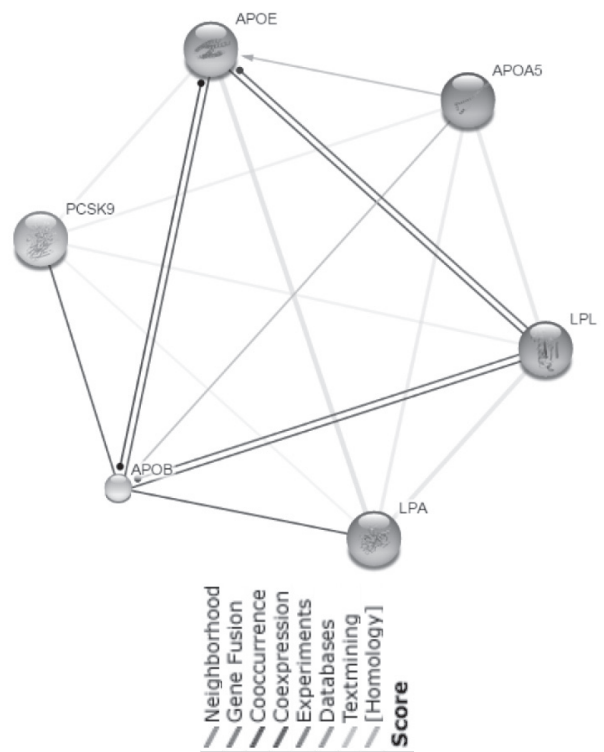 APOE
APOA5
PCSK9
LPL
APOB
LPA
Neighborhood
Gene Fusion
Cooccurrence
Coexpression
Experiments
Databases
Textmining
[Homology]
Score